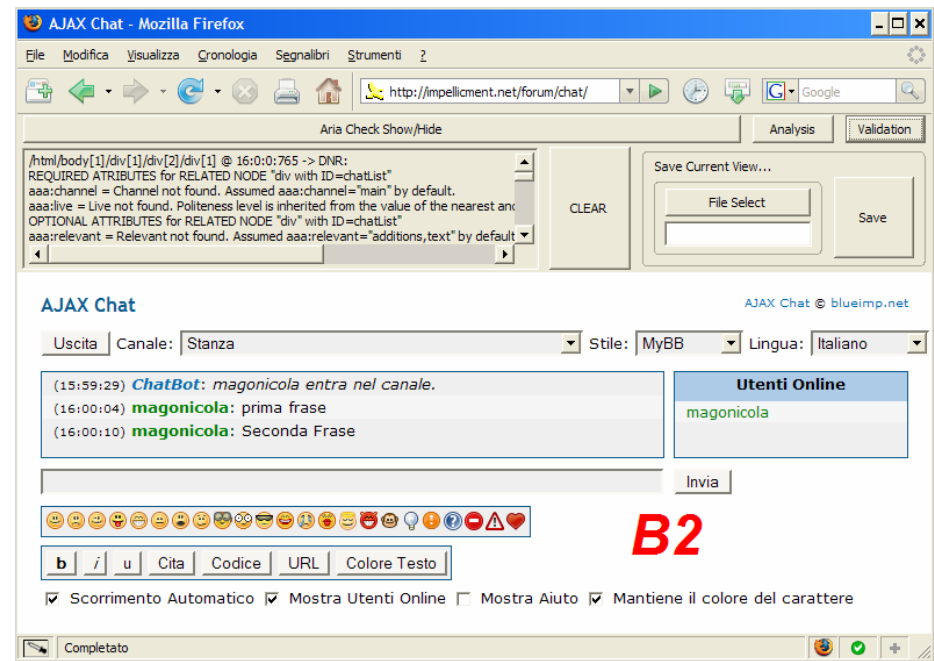 AJAX Chat - Mozilla Firefox
File Modifica Visualizza Cronologia Segnalibri Strumenti ?
http://impellicment.net/forum/chat/ G Google
Aria Check Show/Hide Analysis Validation
/html/body[1]/div[1]/div[2]/div[1] @ 16:0:0:765 -> DNR:
REQUIRED ATRIBUTES for RELATED NODE "div with ID=chatList"
aaa:channel = Channel not found. Assumed aaa:channel="main" by default.
aaa:live = Live not found. Politeness level is inherited from the value of the nearest and
OPTIONAL ATTRIBUTES for RELATED NODE "div" with ID=chatList"
aaa:relevant = Relevant not found. Assumed aaa:relevant="additions,text" by default
CLEAR
Save Current View...
File Select
Save
AJAX Chat
AJAX Chat © blueimp.net
Uscita Canale: Stanza Stile: MyBB Lingua: Italiano
(15:59:29) ChatBot: magonicola entra nel canale.
(16:00:04) magonicola: prima frase
(16:00:10) magonicola: Seconda Frase
Utenti Online
magonicola
Invia
B2
b i u Cita Codice URL Colore Testo
Scorrimento Automatico Mostra Utenti Online Mostra Aiuto Mantiene il colore del carattere
Completato